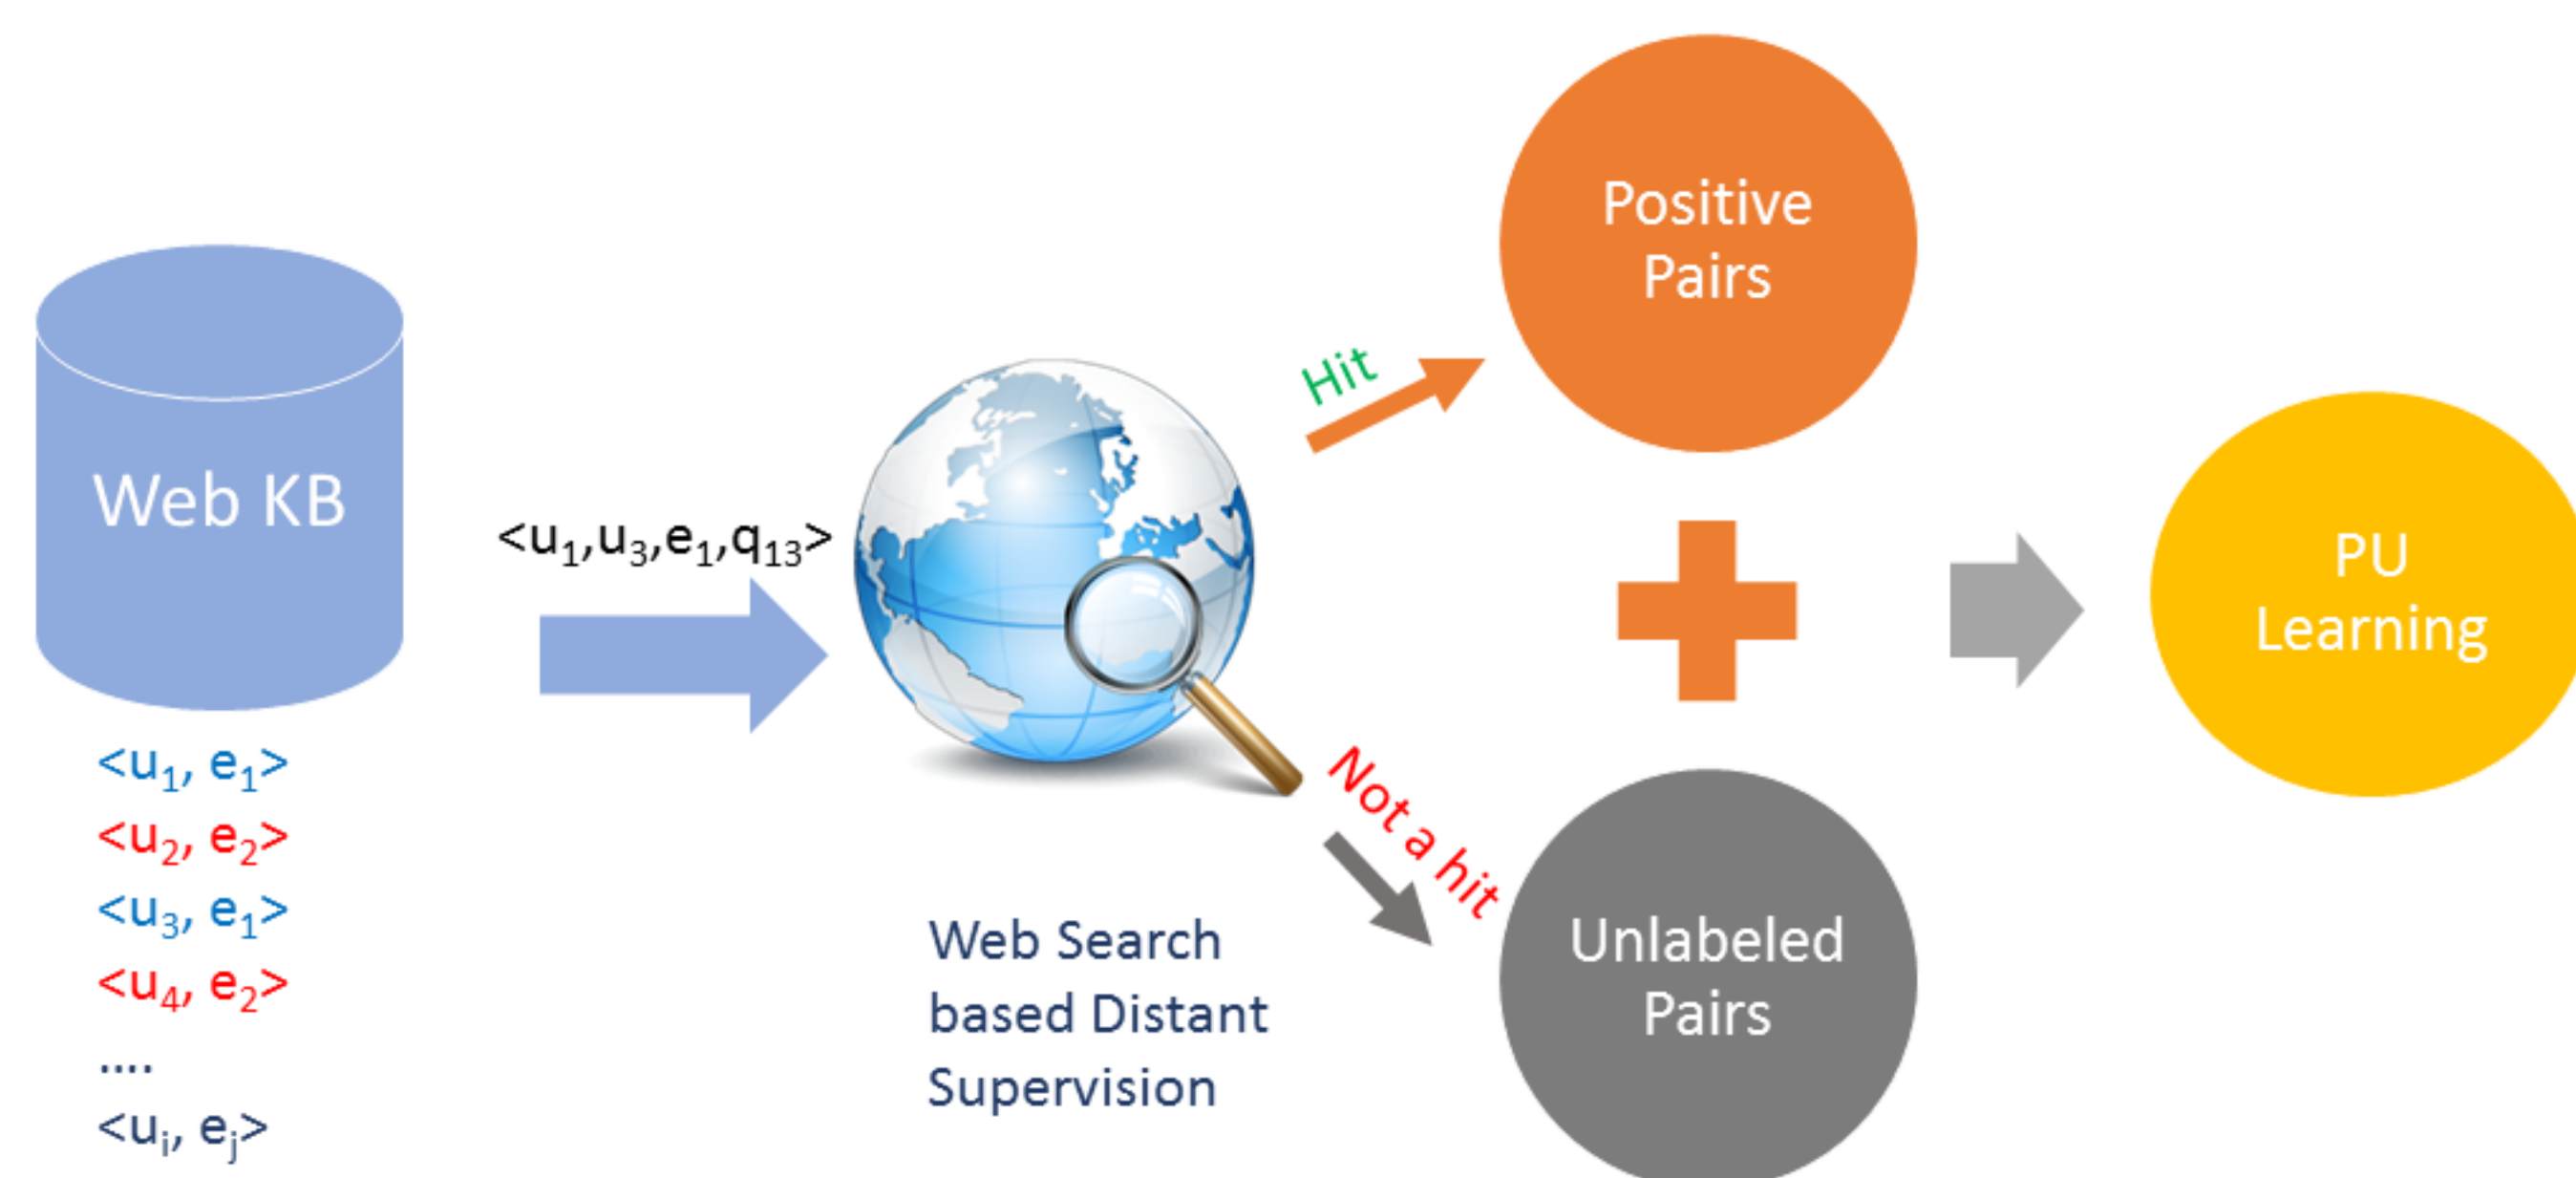 Web KB
<u₁, e₁>
<u₂, e₂>
<u₃, e₁>
<u₄, e₂>
....
<uᵢ, eⱼ>
<u₁,u₃,e₁,q₁₃>
Web Search
based Distant
Supervision
Hit
Not a hit
Positive
Pairs
Unlabeled
Pairs
PU
Learning